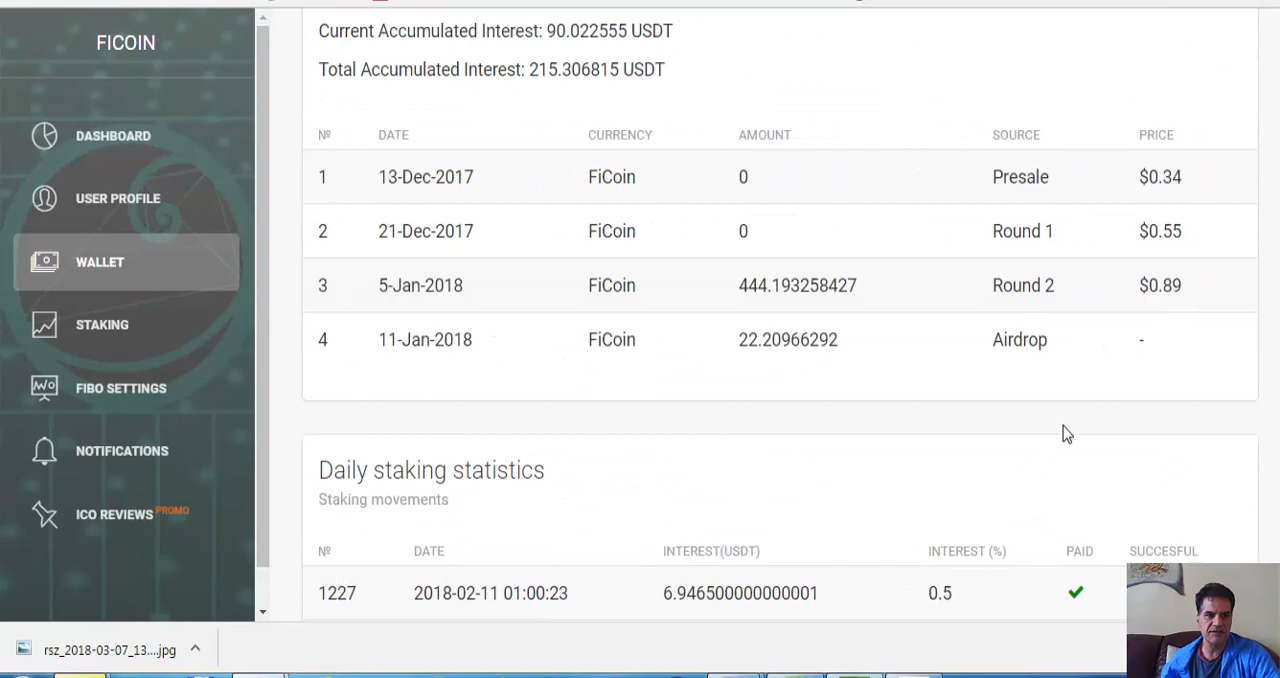 FICOIN
DASHBOARD
USER PROFILE
WALLET
STAKING
FIBO SETTINGS
NOTIFICATIONS
ICO REVIEWS PROMO
Current Accumulated Interest: 90.022555 USDT
Total Accumulated Interest: 215.306815 USDT
№ DATE CURRENCY AMOUNT SOURCE PRICE
1 13-Dec-2017 FiCoin 0 Presale $0.34
2 21-Dec-2017 FiCoin 0 Round 1 $0.55
3 5-Jan-2018 FiCoin 444.193258427 Round 2 $0.89
4 11-Jan-2018 FiCoin 22.20966292 Airdrop -
Daily staking statistics
Staking movements
№ DATE INTEREST(USDT) INTEREST (%) PAID SUCCESFUL
1227 2018-02-11 01:00:23 6.946500000000001 0.5
rsz_2018-03-07_13....jpg